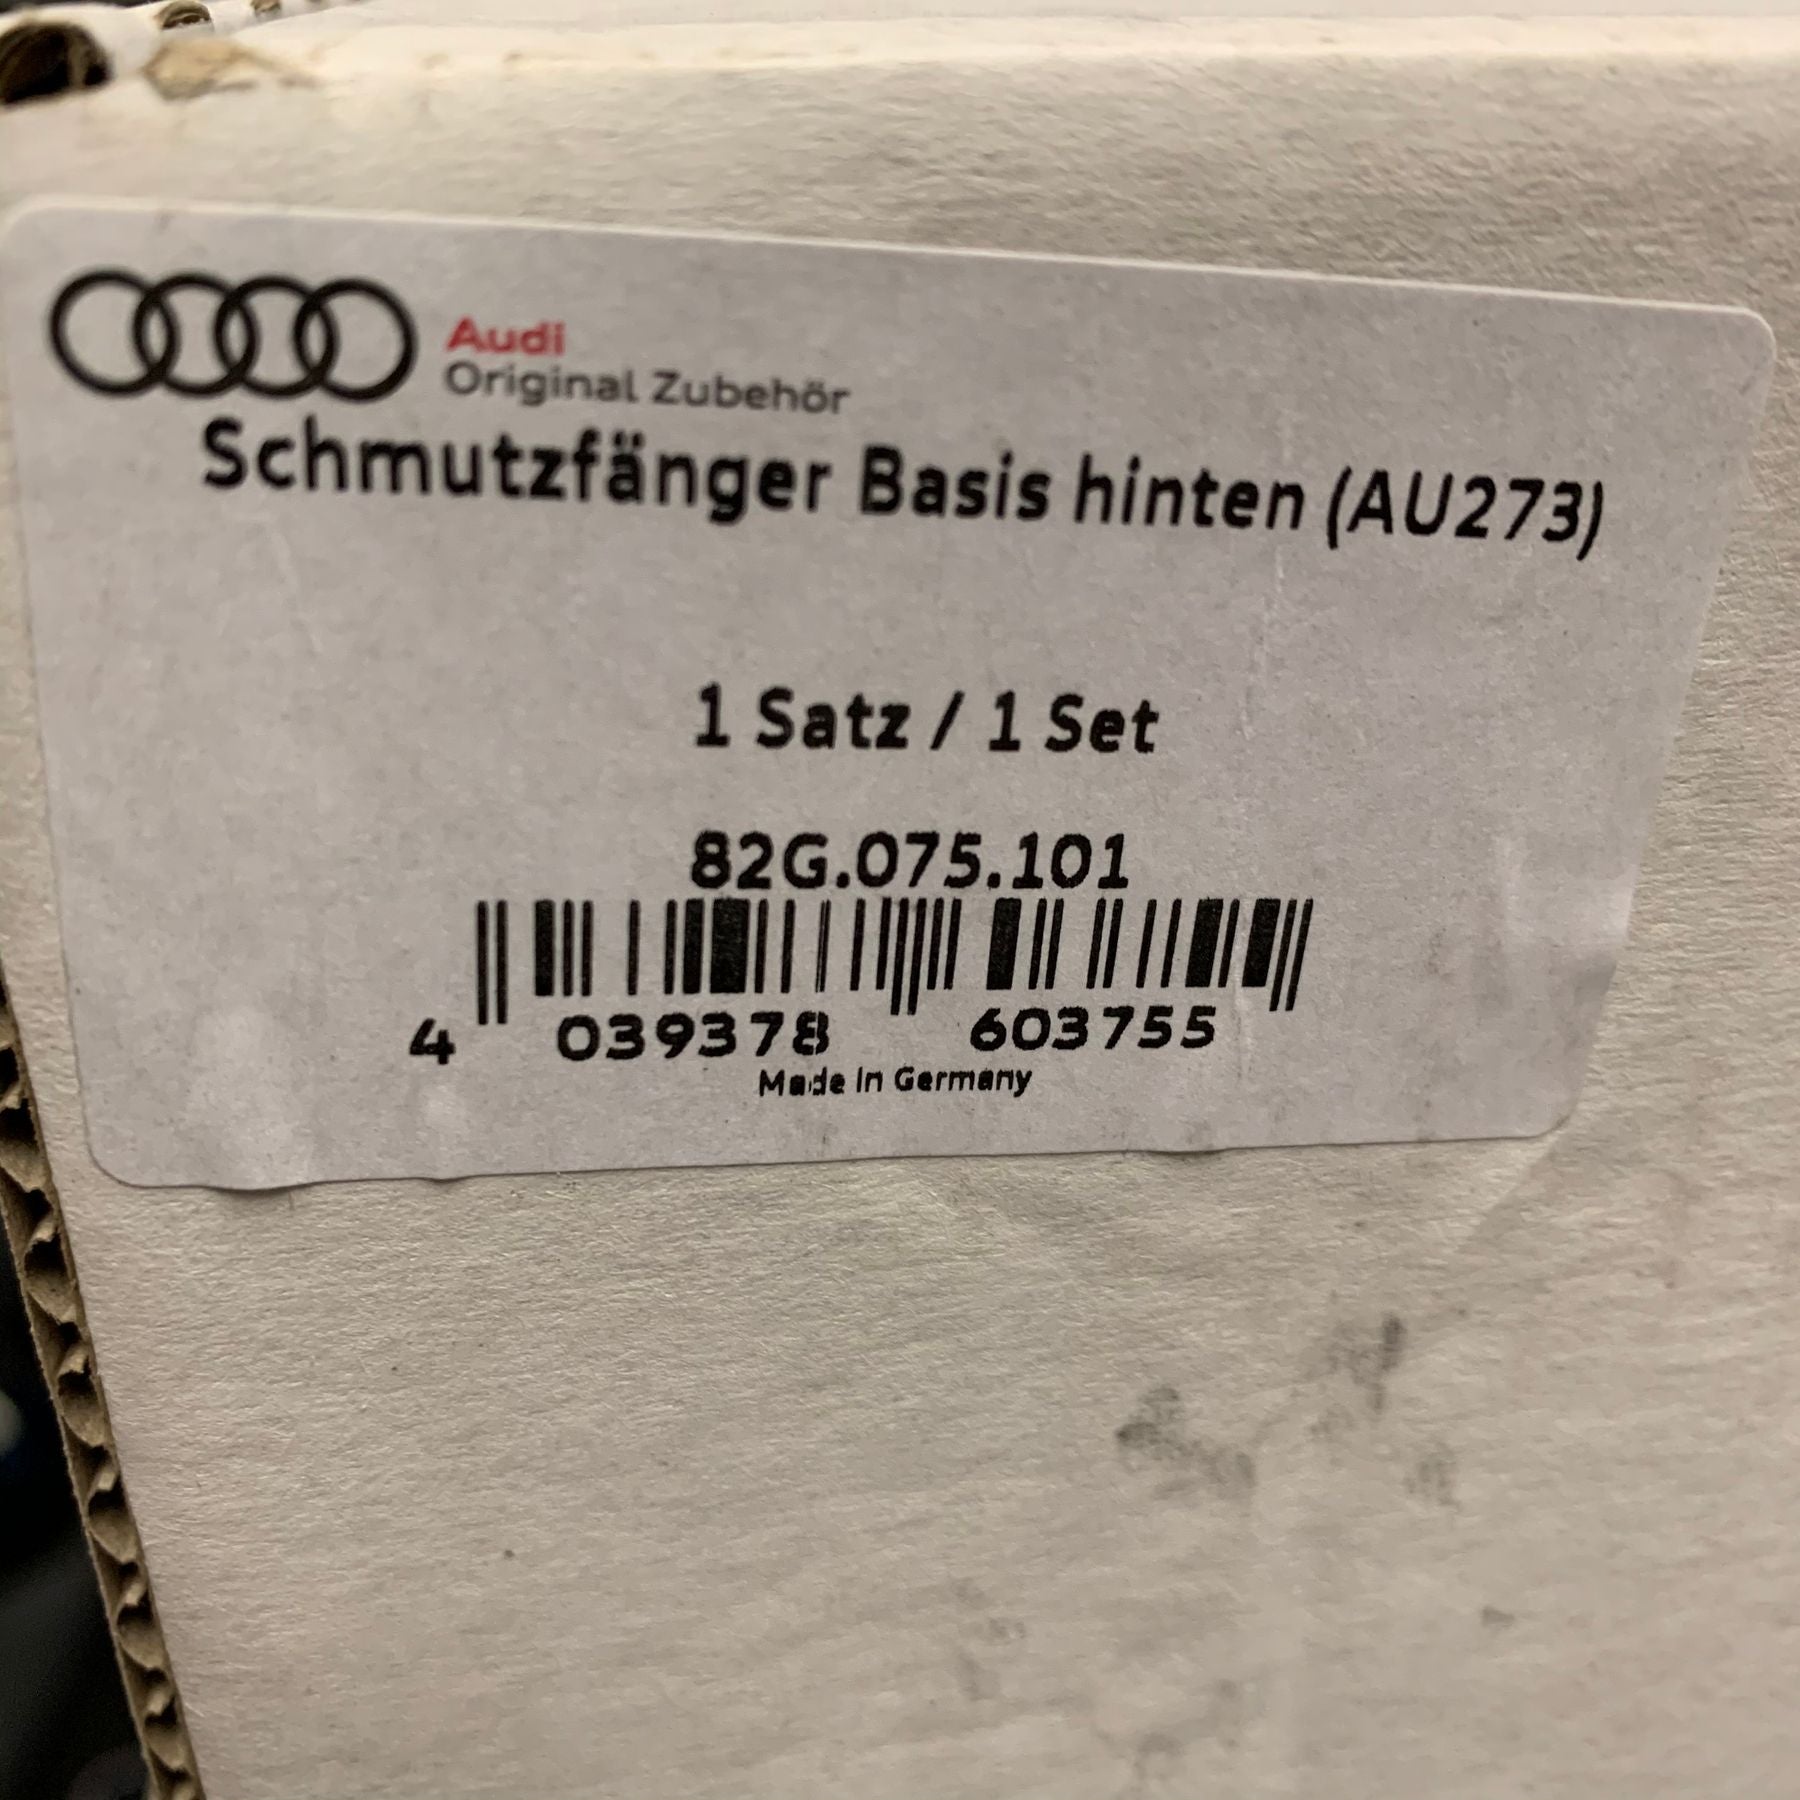 Audi
Original Zubehör
Schmutzfänger Basis hinten (AU273)
1 Satz / 1 Set
82G.075.101
4 039378 603755
Made in Germany